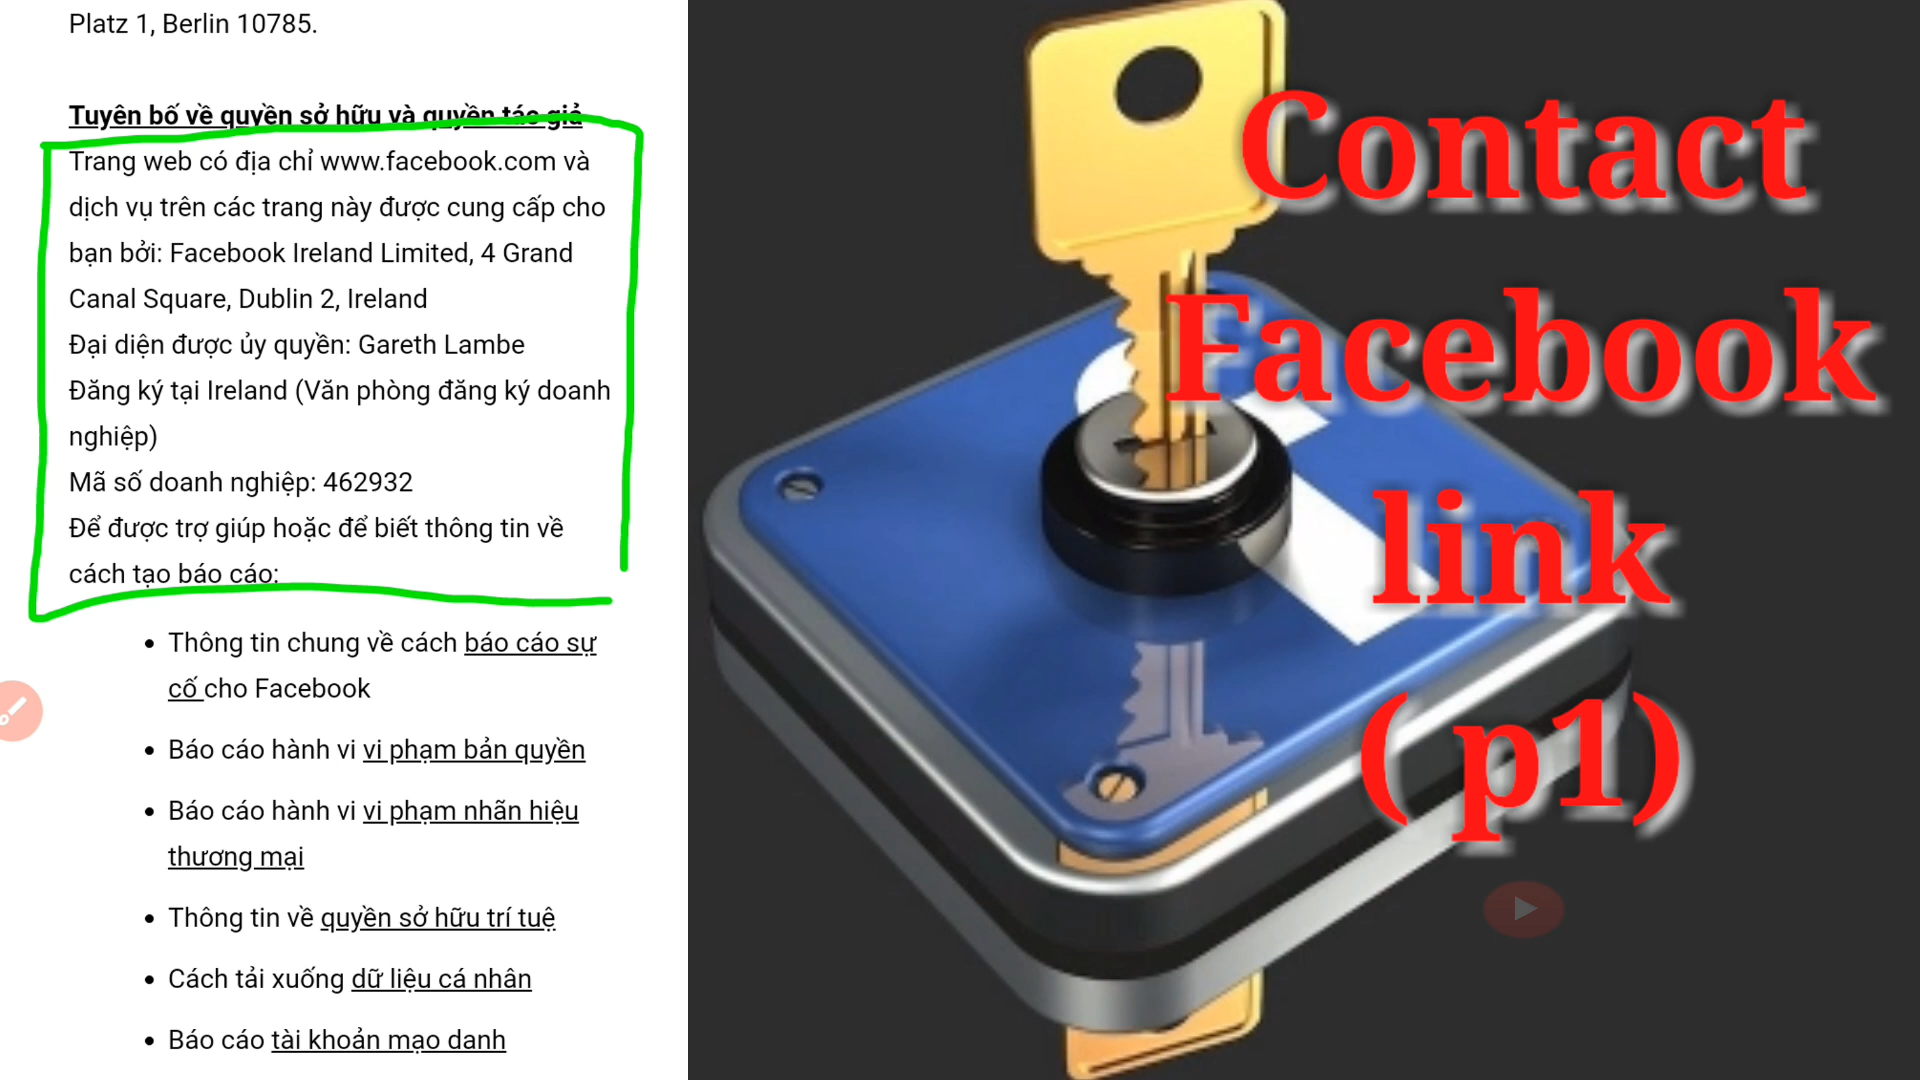 Platz 1, Berlin 10785.
Tuyên bố về quyền sở hữu và quyền tác giả
Trang web có địa chỉ www.facebook.com và
dịch vụ trên các trang này được cung cấp cho
bạn bởi: Facebook Ireland Limited, 4 Grand
Canal Square, Dublin 2, Ireland
Đại diện được ủy quyền: Gareth Lambe
Đăng ký tại Ireland (Văn phòng đăng ký doanh
nghiệp)
Mã số doanh nghiệp: 462932
Để được trợ giúp hoặc để biết thông tin về
cách tạo báo cáo:
• Thông tin chung về cách báo cáo sự
cố cho Facebook
• Báo cáo hành vi vi phạm bản quyền
• Báo cáo hành vi vi phạm nhãn hiệu
thương mại
• Thông tin về quyền sở hữu trí tuệ
• Cách tải xuống dữ liệu cá nhân
• Báo cáo tài khoản mạo danh
Contact
Facebook
link
( p1)